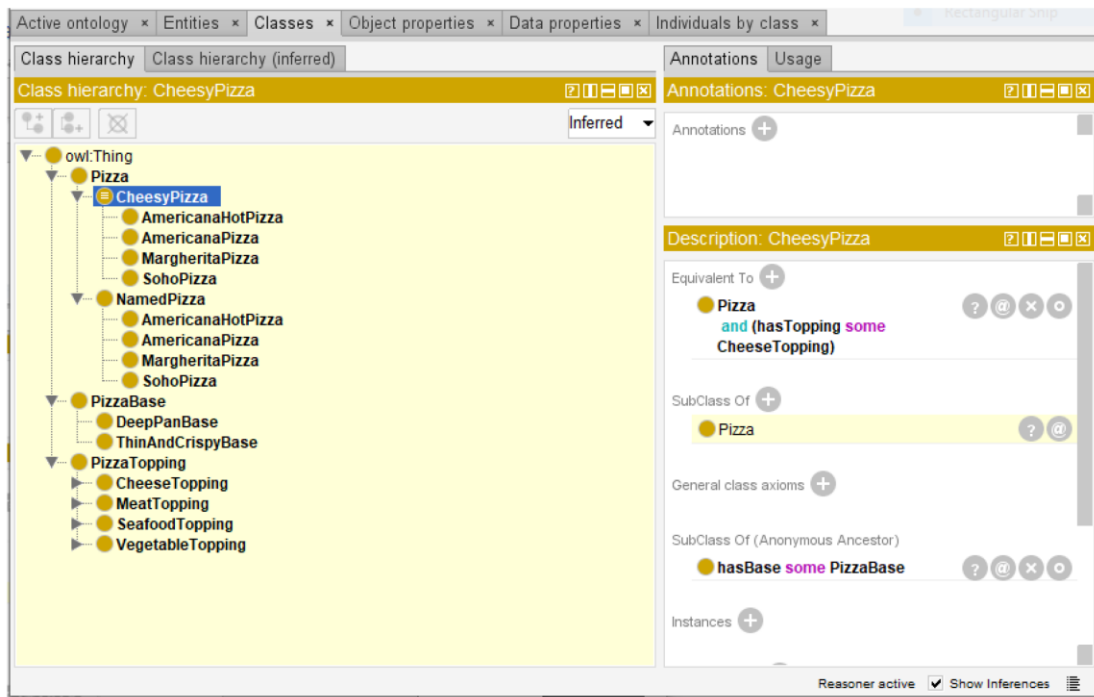 Rectangular Snip
Active ontology × Entities × Classes × Object properties × Data properties × Individuals by class ×
Class hierarchy Class hierarchy (inferred)
Class hierarchy: CheesyPizza
Inferred
owl:Thing
Pizza
CheesyPizza
AmericanaHotPizza
AmericanaPizza
MargheritaPizza
SohoPizza
NamedPizza
AmericanaHotPizza
AmericanaPizza
MargheritaPizza
SohoPizza
PizzaBase
DeepPanBase
ThinAndCrispyBase
PizzaTopping
CheeseTopping
MeatTopping
SeafoodTopping
VegetableTopping
Annotations Usage
Annotations: CheesyPizza
Annotations
Description: CheesyPizza
Equivalent To
Pizza
and (hasTopping some
CheeseTopping)
SubClass Of
Pizza
General class axioms
SubClass Of (Anonymous Ancestor)
hasBase some PizzaBase
Instances
Reasoner active Show Inferences